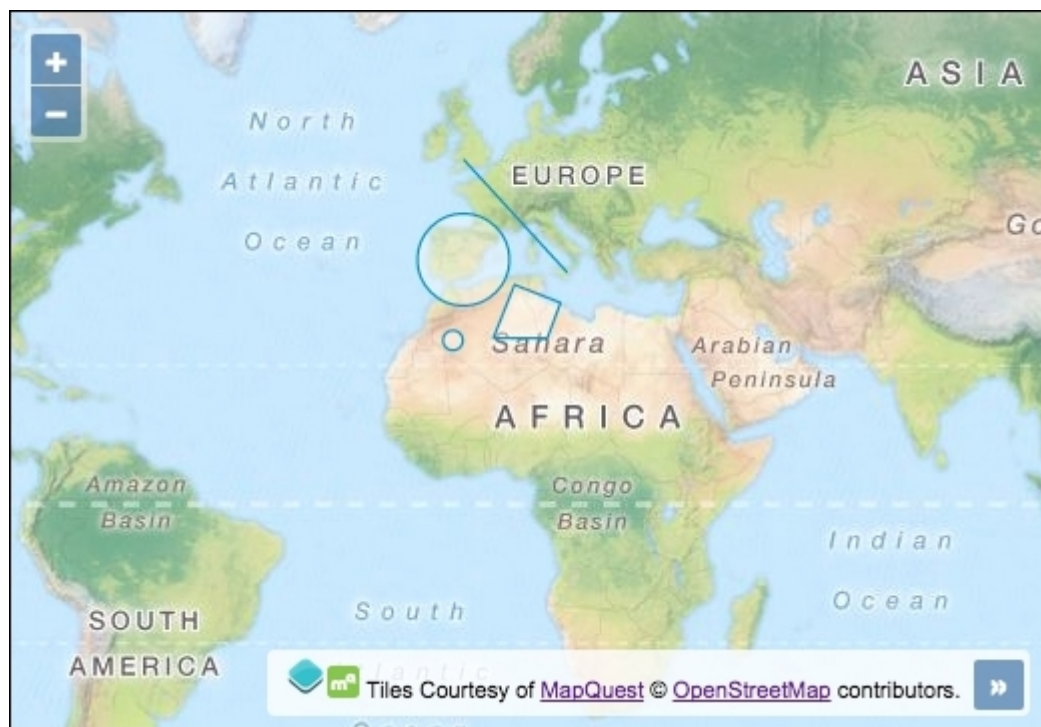 +
−
North
Atlantic
Ocean
ASIA
EUROPE
Go
Sahara
Arabian
Peninsula
AFRICA
Amazon
Basin
Congo
Basin
Indian
Ocean
SOUTH
AMERICA
South
Tiles Courtesy of MapQuest © OpenStreetMap contributors.
»